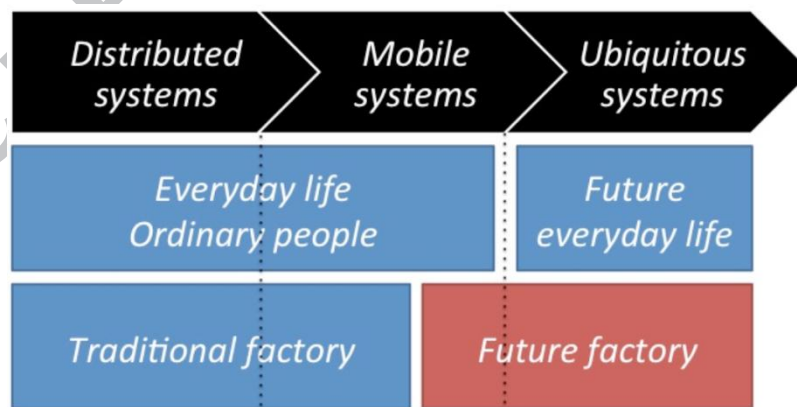 Distributed systems
Mobile systems
Ubiquitous systems
Everyday life
Ordinary people
Future
everyday life
Traditional factory
Future factory